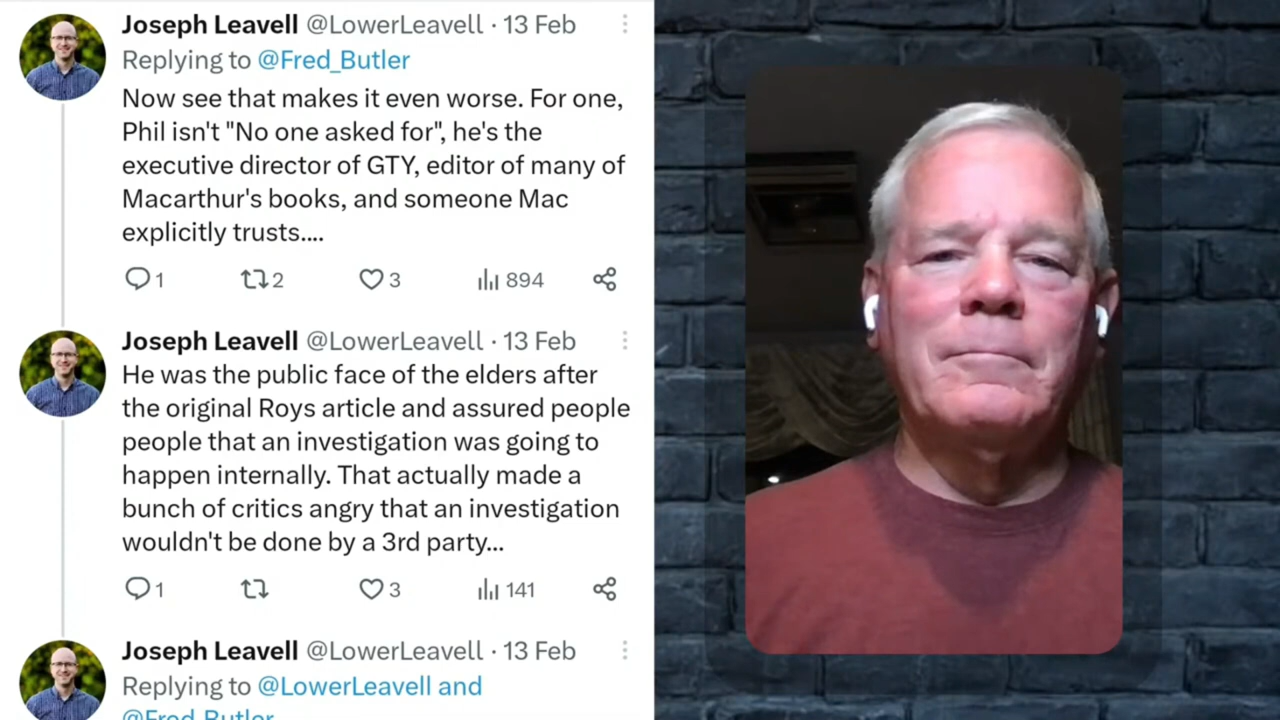 Joseph Leavell @LowerLeavell · 13 Feb
Replying to @Fred_Butler
Now see that makes it even worse. For one,
Phil isn't "No one asked for", he's the
executive director of GTY, editor of many of
Macarthur's books, and someone Mac
explicitly trusts....
1 2 3 894
Joseph Leavell @LowerLeavell · 13 Feb
He was the public face of the elders after
the original Roys article and assured people
people that an investigation was going to
happen internally. That actually made a
bunch of critics angry that an investigation
wouldn't be done by a 3rd party...
1 3 141
Joseph Leavell @LowerLeavell · 13 Feb
Replying to @LowerLeavell and
@Fred_Butler